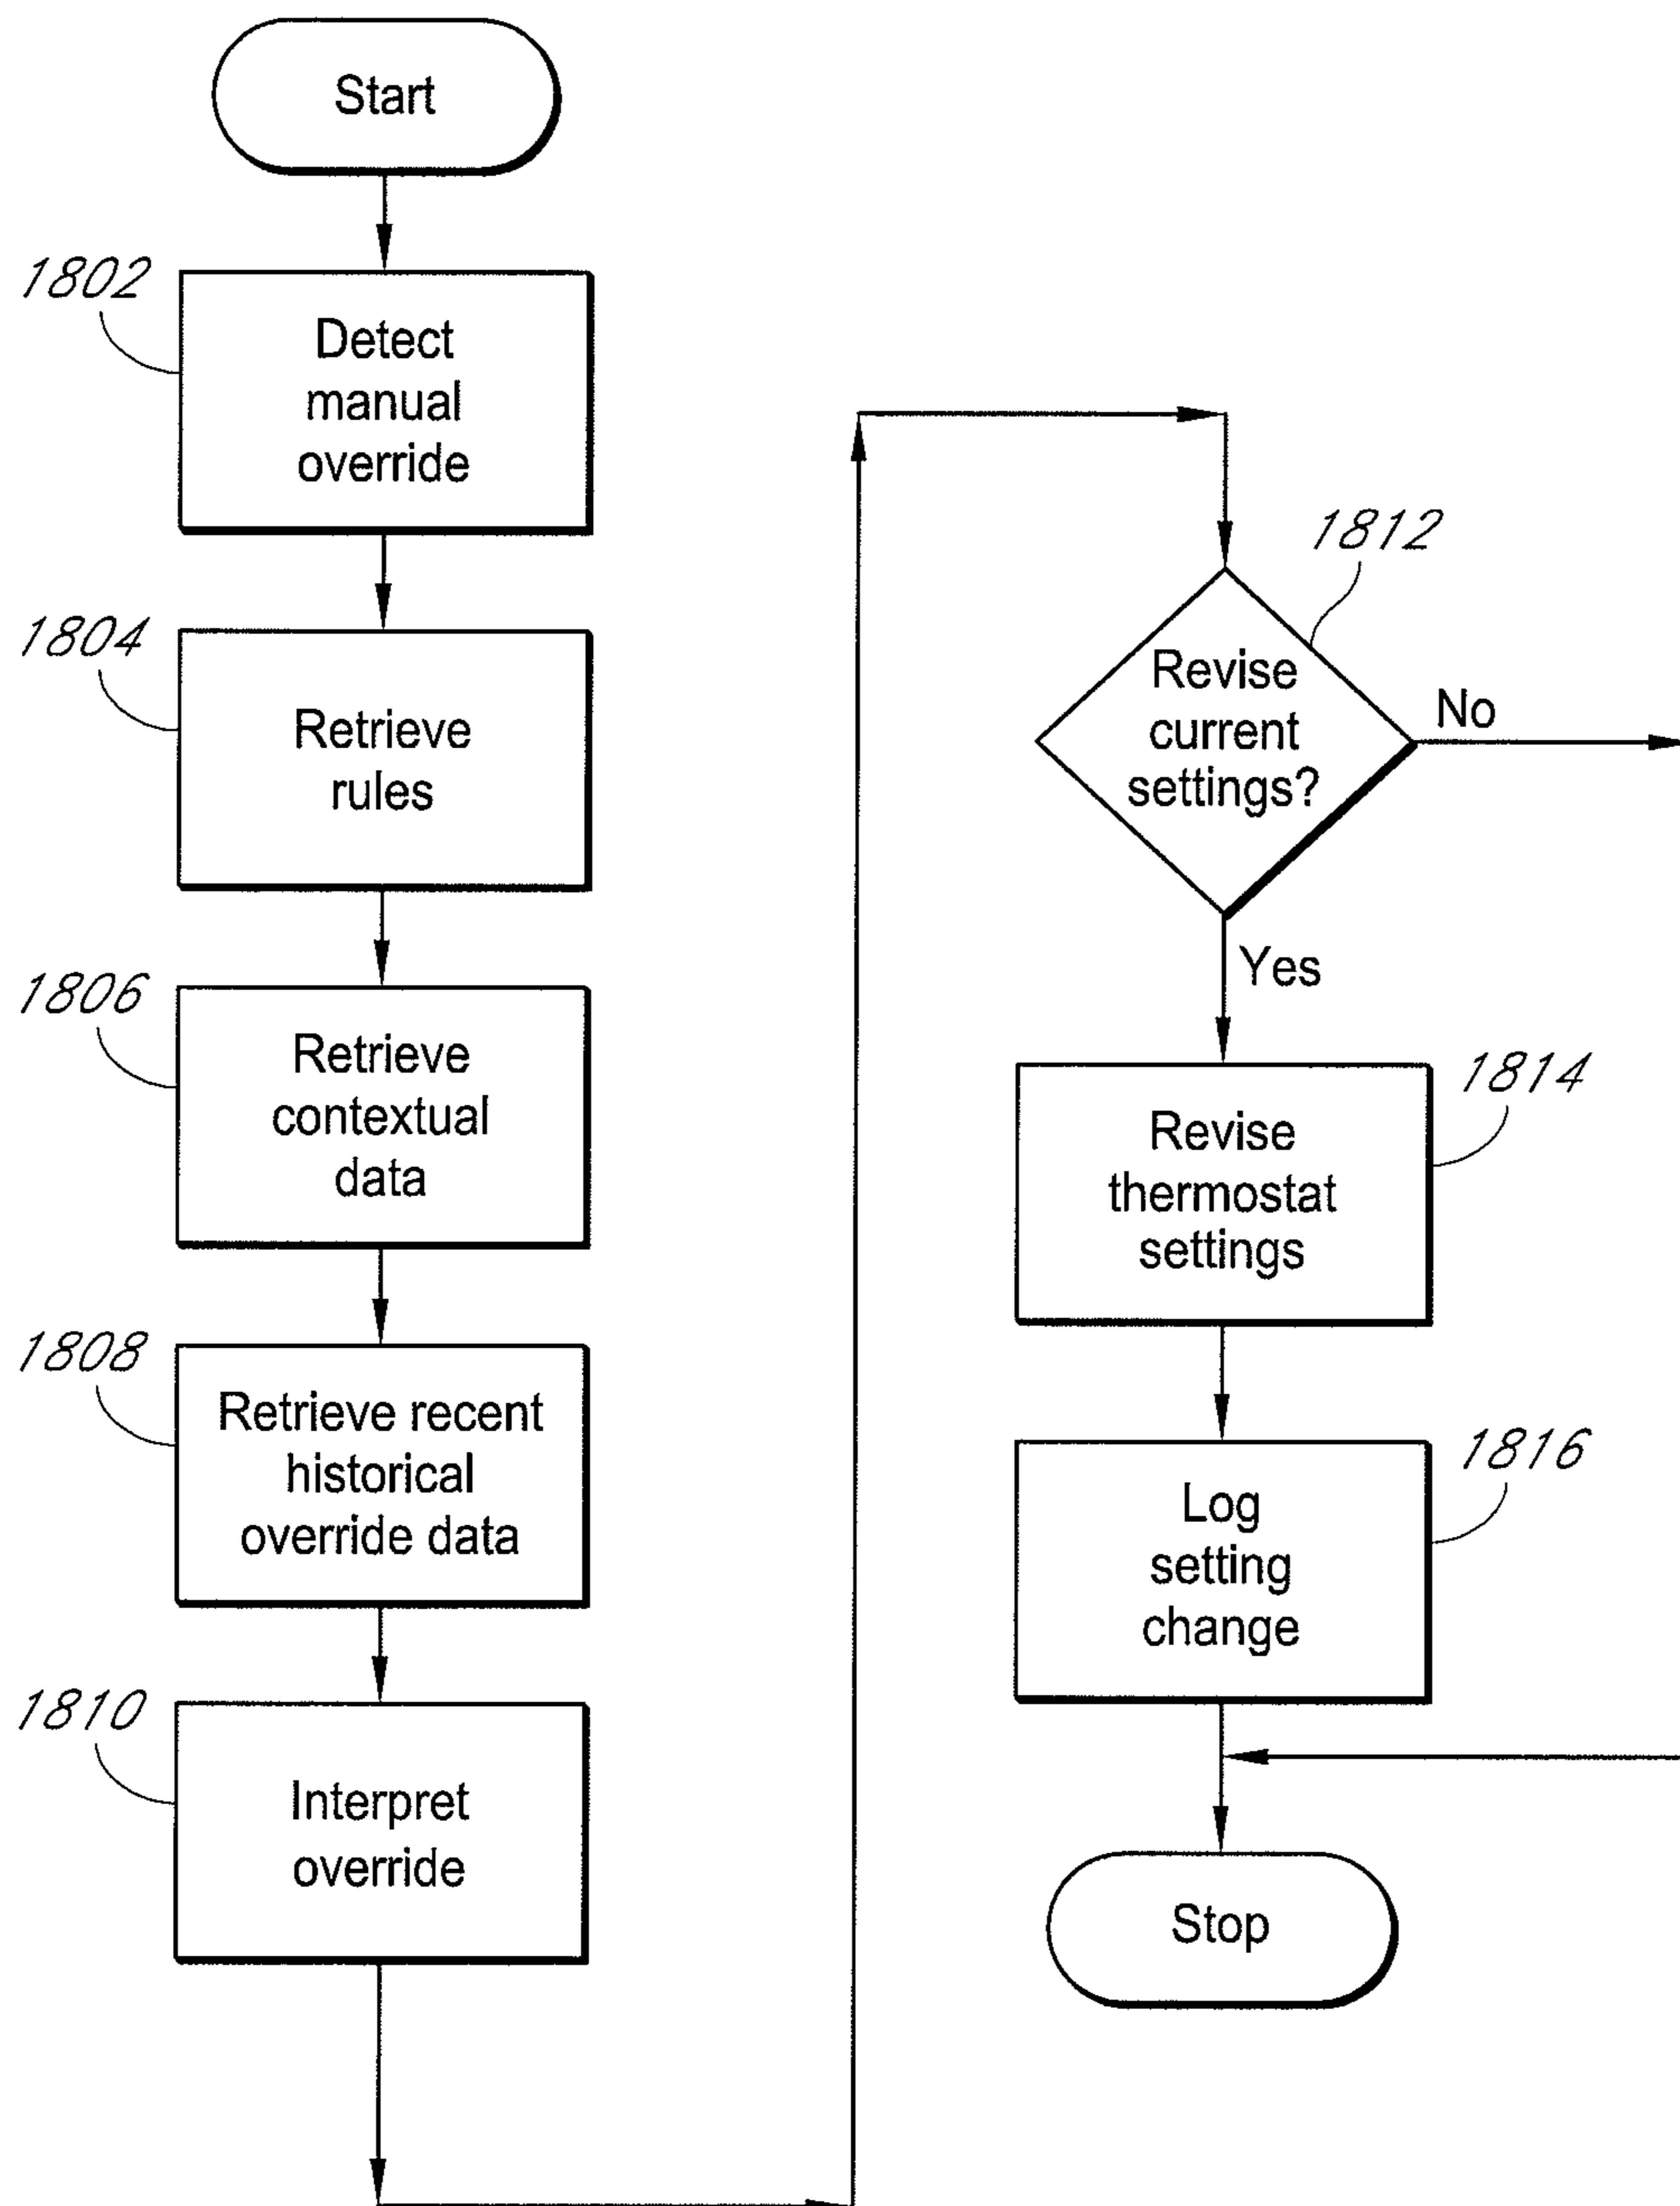 Start
1802
Detect
manual
override
1804
Retrieve
rules
1806
Retrieve
contextual
data
1808
Retrieve recent
historical
override data
1810
Interpret
override
1812
Revise
current
settings?
No
Yes
1814
Revise
thermostat
settings
1816
Log
setting
change
Stop